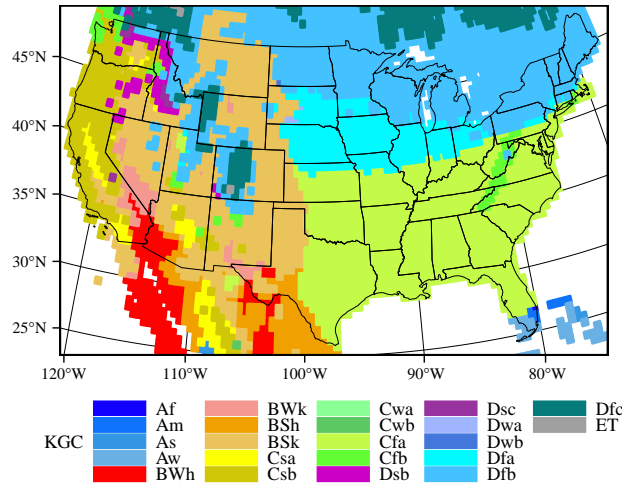 45°N
40°N
35°N
30°N
25°N
120°W 110°W 100°W 90°W 80°W
KGC
Af BWk Cwa Dsc Dfc
Am BSh Cwb Dwa ET
As BSk Cfa Dwb
Aw Csa Cfb Dfa
BWh Csb Dsb Dfb